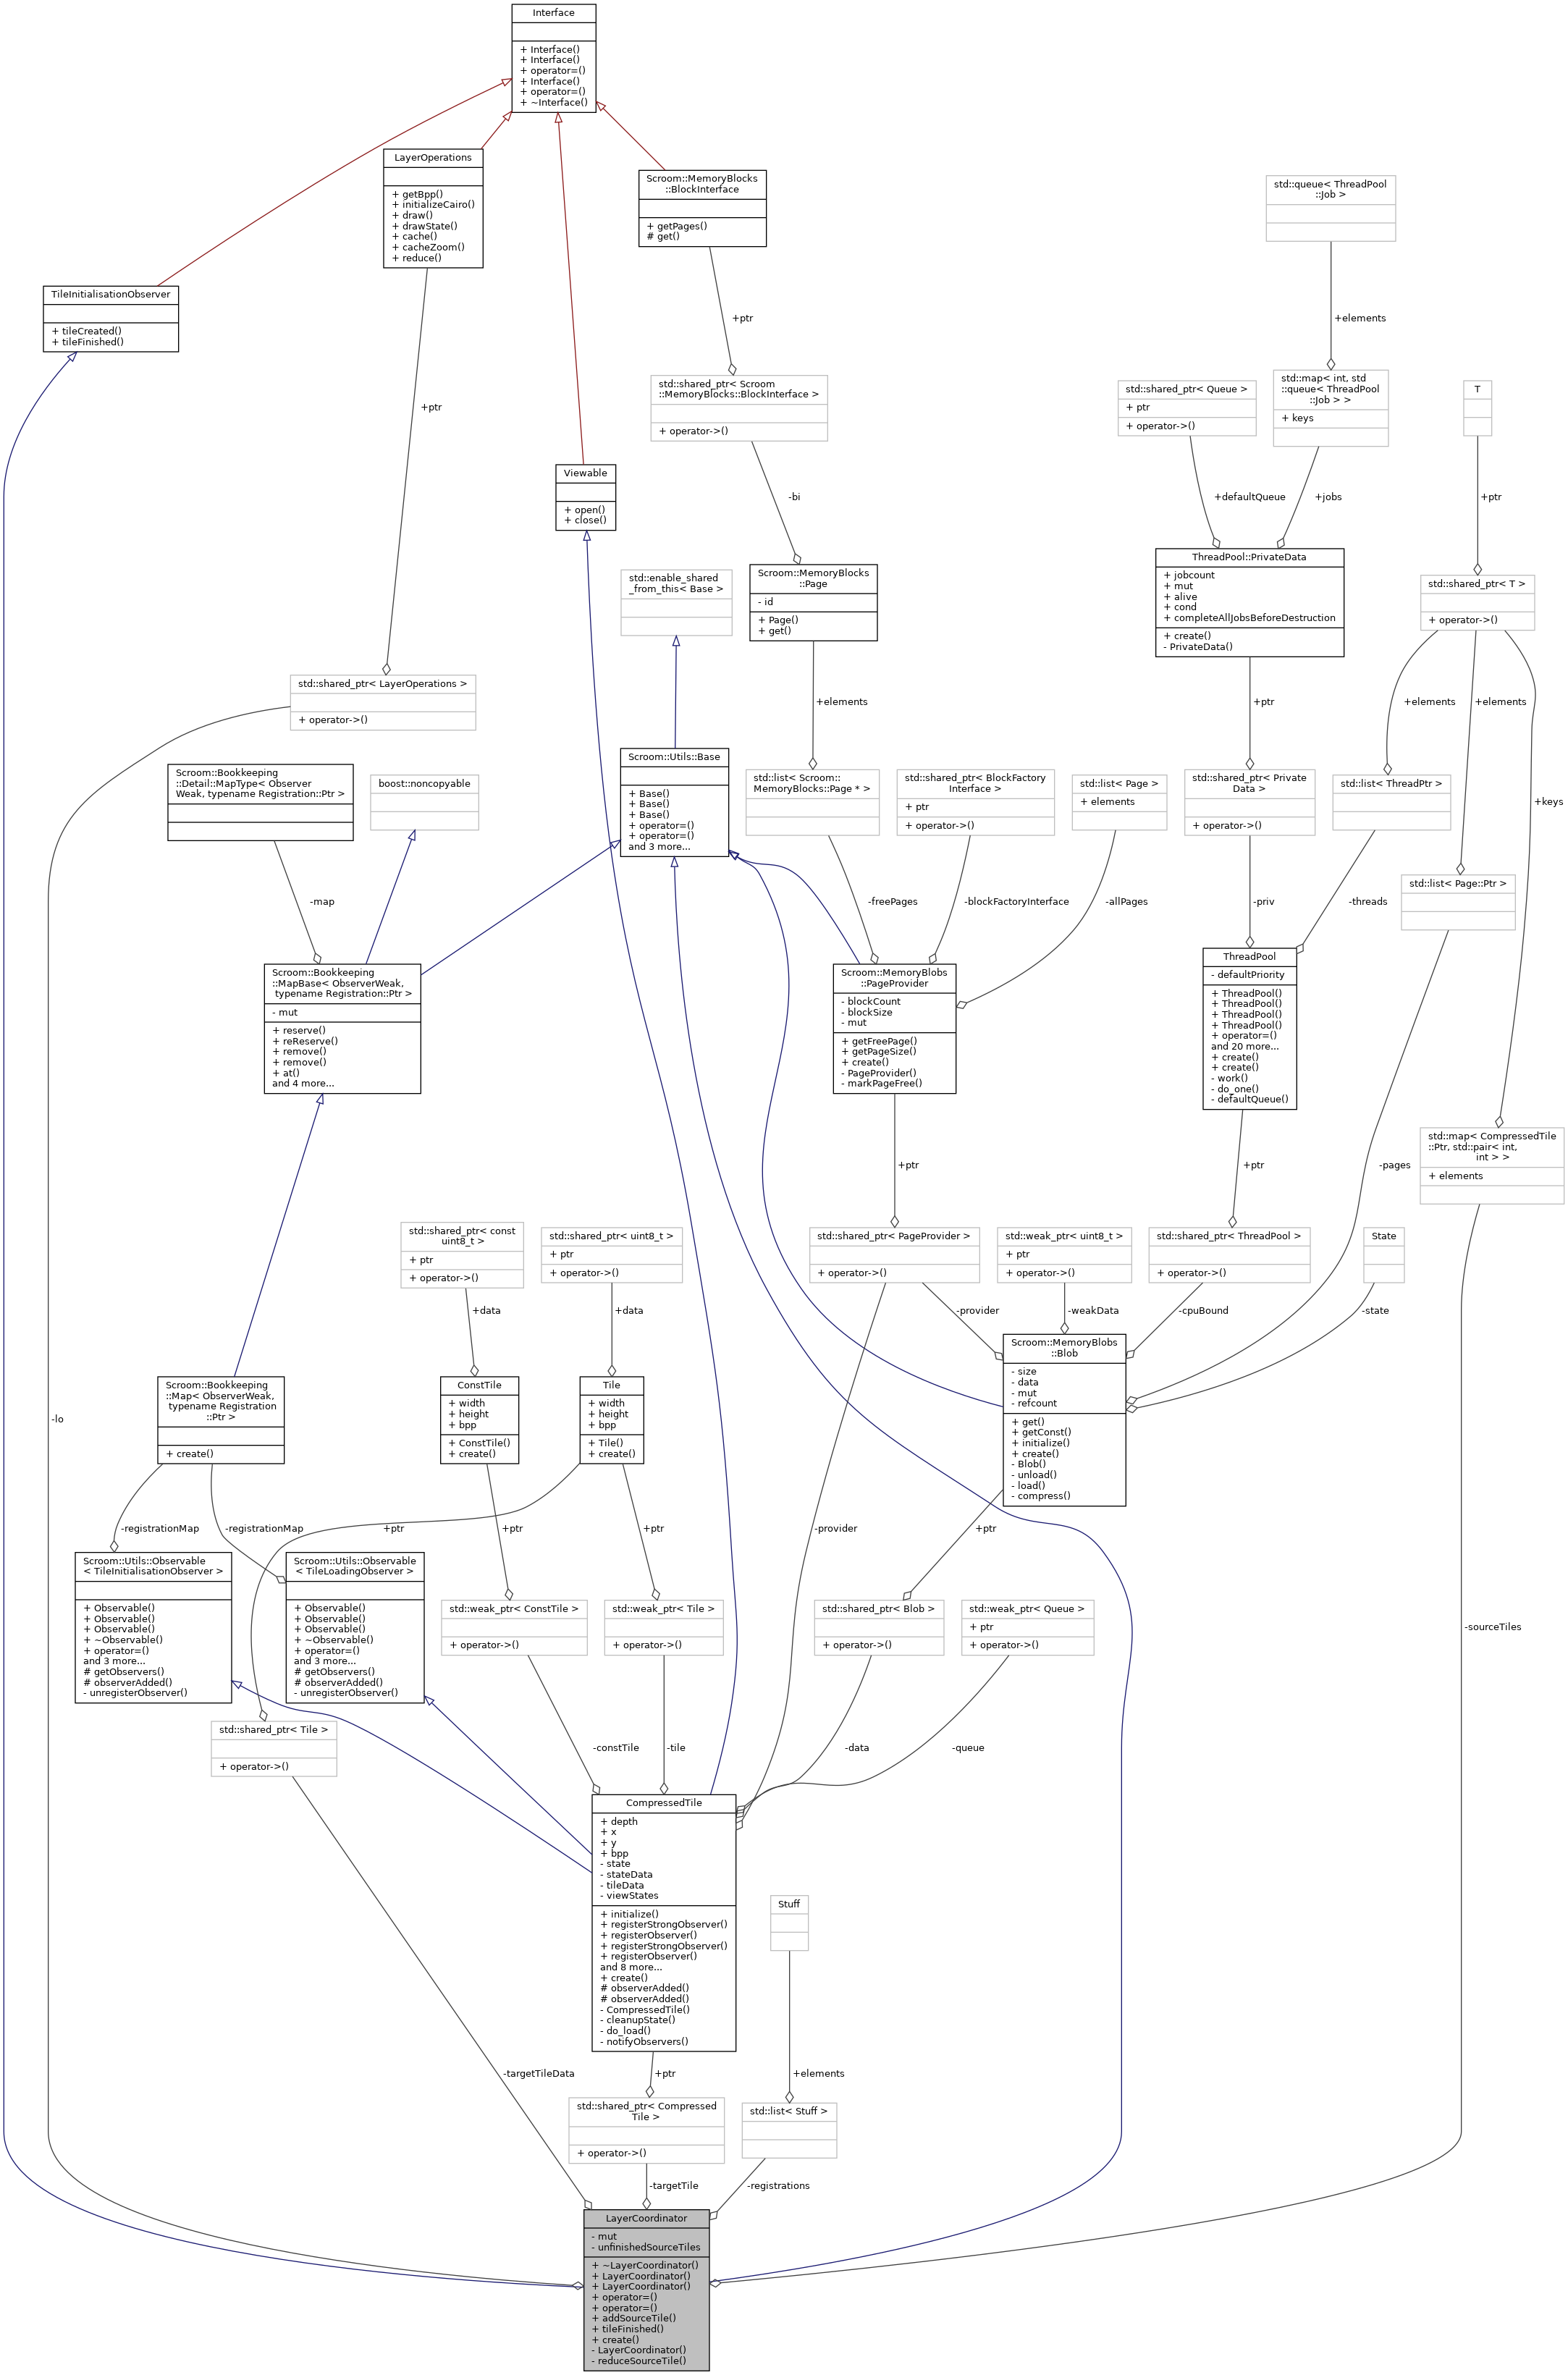 Interface
+ Interface()
+ Interface()
+ operator=()
+ Interface()
+ operator=()
+ ~Interface()
LayerOperations
+ getBpp()
+ initializeCairo()
+ draw()
+ drawState()
+ cache()
+ cacheZoom()
+ reduce()
Scroom::MemoryBlocks
::BlockInterface
+ getPages()
# get()
std::queue< ThreadPool
::Job >
TileInitialisationObserver
+ tileCreated()
+ tileFinished()
+ptr
+elements
+ptr
std::shared_ptr< Scroom
::MemoryBlocks::BlockInterface >
+ operator->()
std::shared_ptr< Queue >
+ ptr
+ operator->()
std::map< int, std
::queue< ThreadPool
::Job > >
+ keys
T
Viewable
+ open()
+ close()
-bi
+defaultQueue
+jobs
+ptr
std::enable_shared
_from_this< Base >
Scroom::MemoryBlocks
::Page
- id
+ Page()
+ get()
ThreadPool::PrivateData
+ jobcount
+ mut
+ alive
+ cond
+ completeAllJobsBeforeDestruction
+ create()
- PrivateData()
std::shared_ptr< T >
+ operator->()
std::shared_ptr< LayerOperations >
+ operator->()
+elements
+ptr
+elements
+elements
+keys
Scroom::Bookkeeping
::Detail::MapType< Observer
Weak, typename Registration::Ptr >
boost::noncopyable
Scroom::Utils::Base
+ Base()
+ Base()
+ Base()
+ operator=()
+ operator=()
and 3 more...
std::list< Scroom::
MemoryBlocks::Page * >
std::shared_ptr< BlockFactory
Interface >
+ ptr
+ operator->()
std::list< Page >
+ elements
std::shared_ptr< Private
Data >
+ operator->()
std::list< ThreadPtr >
std::list< Page::Ptr >
-map
-freePages
-blockFactoryInterface
-allPages
-priv
-threads
Scroom::Bookkeeping
::MapBase< ObserverWeak,
typename Registration::Ptr >
- mut
+ reserve()
+ reReserve()
+ remove()
+ remove()
+ at()
and 4 more...
Scroom::MemoryBlobs
::PageProvider
- blockCount
- blockSize
- mut
+ getFreePage()
+ getPageSize()
+ create()
- PageProvider()
- markPageFree()
ThreadPool
- defaultPriority
+ ThreadPool()
+ ThreadPool()
+ ThreadPool()
+ ThreadPool()
+ operator=()
and 20 more...
+ create()
+ create()
- work()
- do_one()
- defaultQueue()
std::map< CompressedTile
::Ptr, std::pair< int,
int > >
+ elements
+ptr
+ptr
-pages
std::shared_ptr< const
uint8_t >
+ ptr
+ operator->()
std::shared_ptr< uint8_t >
+ ptr
+ operator->()
std::shared_ptr< PageProvider >
+ operator->()
std::weak_ptr< uint8_t >
+ ptr
+ operator->()
std::shared_ptr< ThreadPool >
+ operator->()
State
+data
+data
-provider
-weakData
-cpuBound
-state
Scroom::Bookkeeping
::Map< ObserverWeak,
typename Registration
::Ptr >
+ create()
ConstTile
+ width
+ height
+ bpp
+ ConstTile()
+ create()
Tile
+ width
+ height
+ bpp
+ Tile()
+ create()
Scroom::MemoryBlobs
::Blob
- size
- data
- mut
- refcount
+ get()
+ getConst()
+ initialize()
+ create()
- Blob()
- unload()
- load()
- compress()
-lo
-registrationMap
-registrationMap
+ptr
+ptr
+ptr
-provider
+ptr
Scroom::Utils::Observable
< TileInitialisationObserver >
+ Observable()
+ Observable()
+ Observable()
+ ~Observable()
+ operator=()
and 3 more...
# getObservers()
# observerAdded()
- unregisterObserver()
Scroom::Utils::Observable
< TileLoadingObserver >
+ Observable()
+ Observable()
+ Observable()
+ ~Observable()
+ operator=()
and 3 more...
# getObservers()
# observerAdded()
- unregisterObserver()
std::weak_ptr< ConstTile >
+ operator->()
std::weak_ptr< Tile >
+ operator->()
std::shared_ptr< Blob >
+ operator->()
std::weak_ptr< Queue >
+ ptr
+ operator->()
-sourceTiles
std::shared_ptr< Tile >
+ operator->()
-constTile
-tile
-data
-queue
CompressedTile
+ depth
+ x
+ y
+ bpp
- state
- stateData
- tileData
- viewStates
+ initialize()
+ registerStrongObserver()
+ registerObserver()
+ registerStrongObserver()
+ registerObserver()
and 8 more...
+ create()
# observerAdded()
# observerAdded()
- CompressedTile()
- cleanupState()
- do_load()
- notifyObservers()
Stuff
-targetTileData
+ptr
+elements
std::shared_ptr< Compressed
Tile >
+ operator->()
std::list< Stuff >
-targetTile
-registrations
LayerCoordinator
- mut
- unfinishedSourceTiles
+ ~LayerCoordinator()
+ LayerCoordinator()
+ LayerCoordinator()
+ operator=()
+ operator=()
+ addSourceTile()
+ tileFinished()
+ create()
- LayerCoordinator()
- reduceSourceTile()